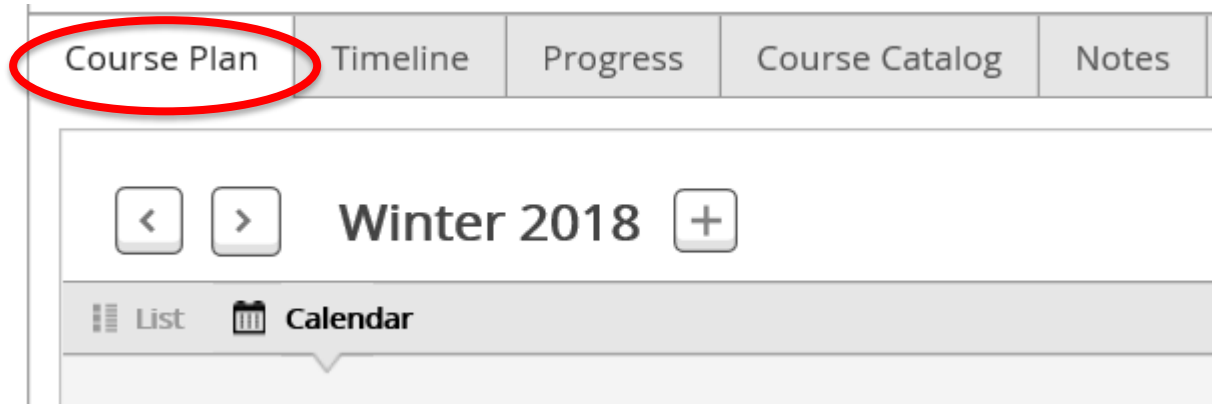 Course Plan Timeline Progress Course Catalog Notes
Winter 2018
List Calendar